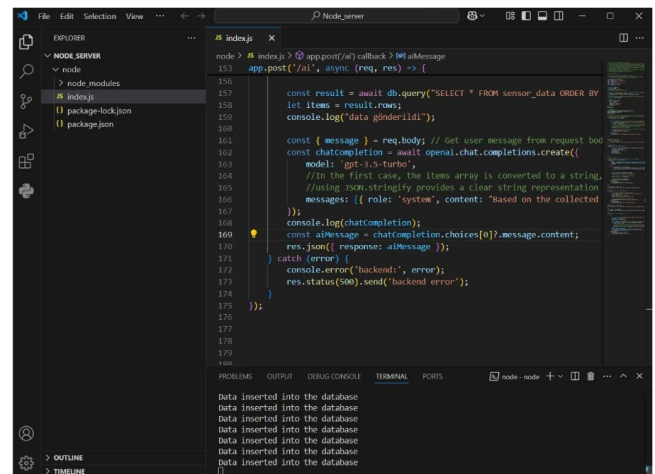 File Edit Selection View ... Node_server
EXPLORER ...
NODE_SERVER
node
node_modules
JS index.js
{} package-lock.json
{} package.json
OUTLINE
TIMELINE
JS index.js X
node > JS index.js > app.post('/ai') callback > aiMessage
153 app.post('/ai', async (req, res) => {
156
157 const result = await db.query("SELECT * FROM sensor_data ORDER BY
158 let items = result.rows;
159 console.log("data gönderildi");
160
161 const { message } = req.body; // Get user message from request bod
162 const chatCompletion = await openai.chat.completions.create({
163 model: 'gpt-3.5-turbo',
164 //In the first case, the items array is converted to a string,
165 //using JSON.stringify provides a clear string representation
166 messages: [{ role: 'system', content: "Based on the collected
167 });
168 console.log(chatCompletion);
169 const aiMessage = chatCompletion.choices[0]?.message.content;
170 res.json({ response: aiMessage });
171 } catch (error) {
172 console.error('backend:', error);
173 res.status(500).send('backend error');
174 }
175 });
176
177
178
179
180
PROBLEMS OUTPUT DEBUG CONSOLE TERMINAL PORTS node - node
Data inserted into the database
Data inserted into the database
Data inserted into the database
Data inserted into the database
Data inserted into the database
Data inserted into the database
Data inserted into the database